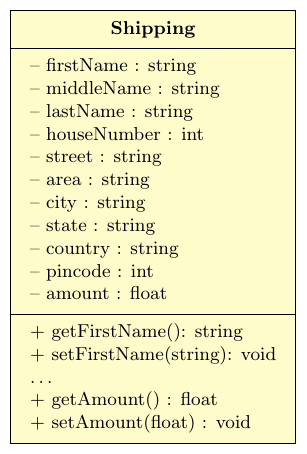 Shipping
– firstName : string
– middleName : string
– lastName : string
– houseNumber : int
– street : string
– area : string
– city : string
– state : string
– country : string
– pincode : int
– amount : float
+ getFirstName(): string
+ setFirstName(string): void
...
+ getAmount() : float
+ setAmount(float) : void